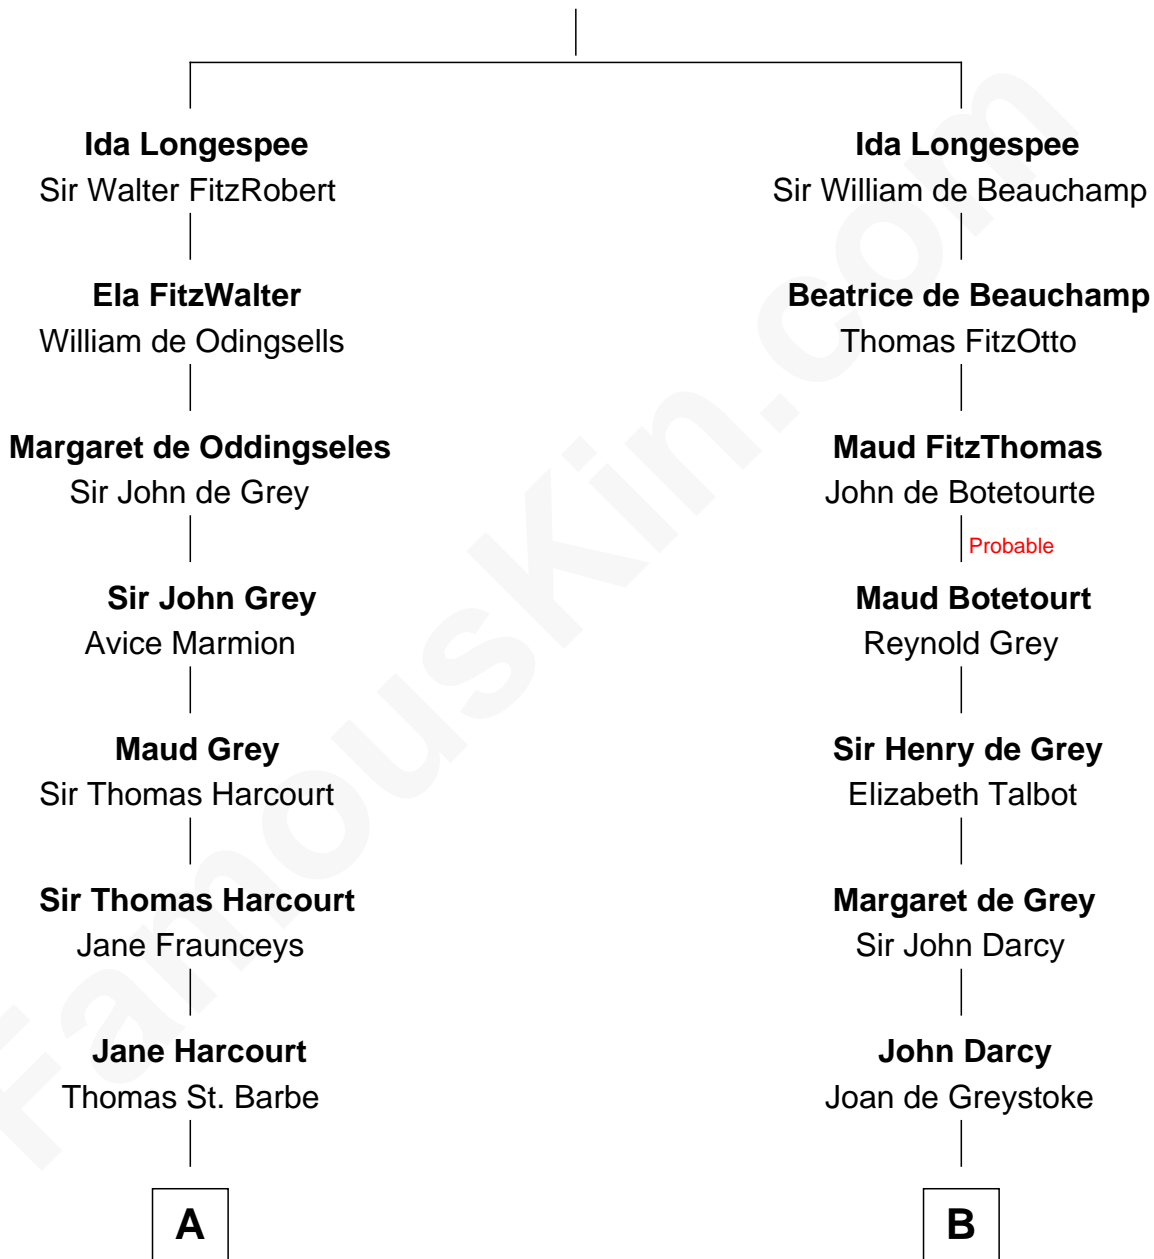 Ida Longespee
Sir Walter FitzRobert
Ela FitzWalter
William de Odingsells
Margaret de Oddingseles
Sir John de Grey
Sir John Grey
Avice Marmion
Maud Grey
Sir Thomas Harcourt
Sir Thomas Harcourt
Jane Fraunceys
Jane Harcourt
Thomas St. Barbe
A
Ida Longespee
Sir William de Beauchamp
Beatrice de Beauchamp
Thomas FitzOtto
Maud FitzThomas
John de Botetourte
Probable
Maud Botetourt
Reynold Grey
Sir Henry de Grey
Elizabeth Talbot
Margaret de Grey
Sir John Darcy
John Darcy
Joan de Greystoke
B
FamousKin.com